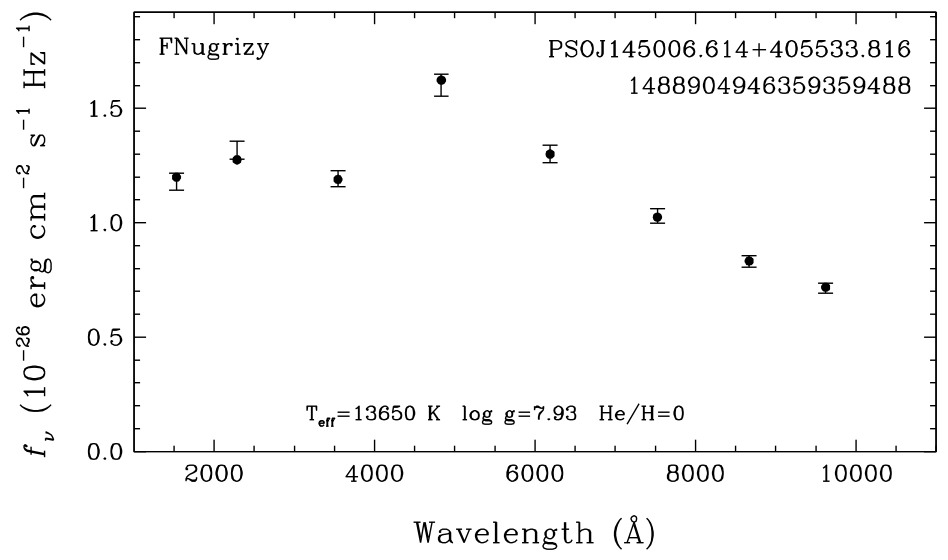 FNugrizy
PSOJ145006.614+405533.816
1488904946359359488
1.5
1.0
0.5
0.0
fν (10−26 erg cm−2 s−1 Hz−1)
Teff=13650 K log g=7.93 He/H=0
2000 4000 6000 8000 10000
Wavelength (Å)